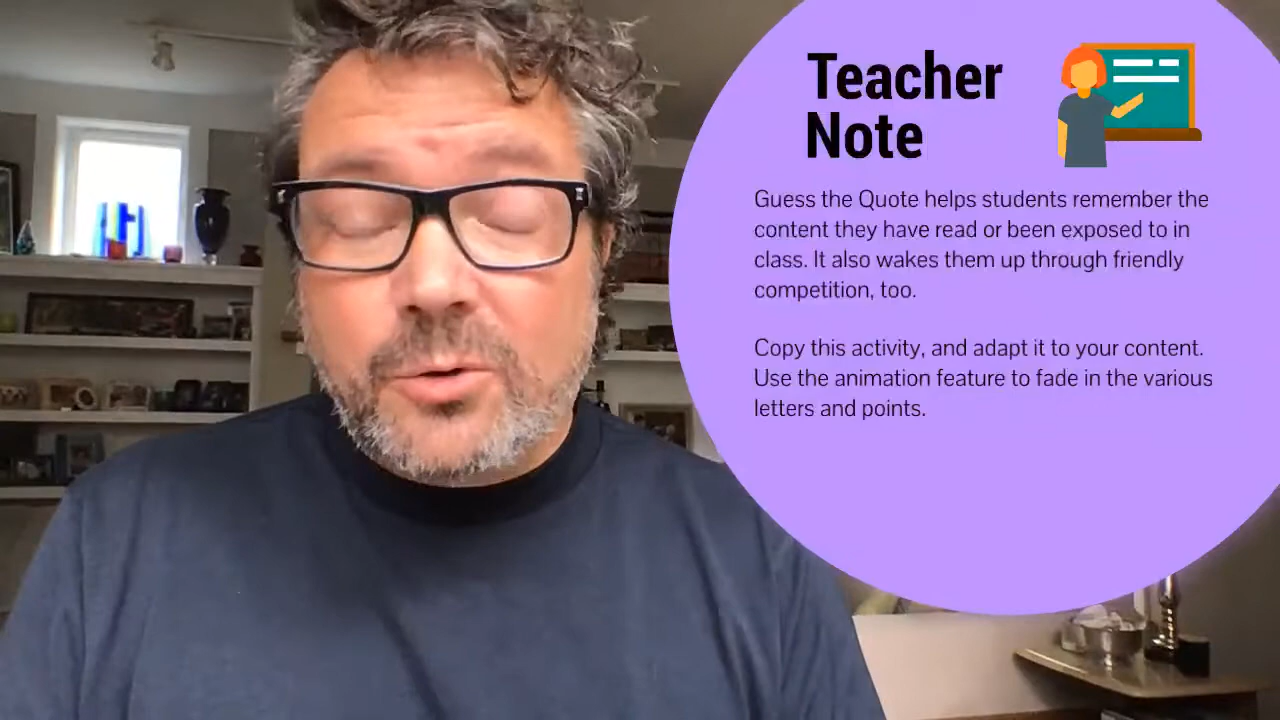 Teacher
Note
Guess the Quote helps students remember the
content they have read or been exposed to in
class. It also wakes them up through friendly
competition, too.
Copy this activity, and adapt it to your content.
Use the animation feature to fade in the various
letters and points.